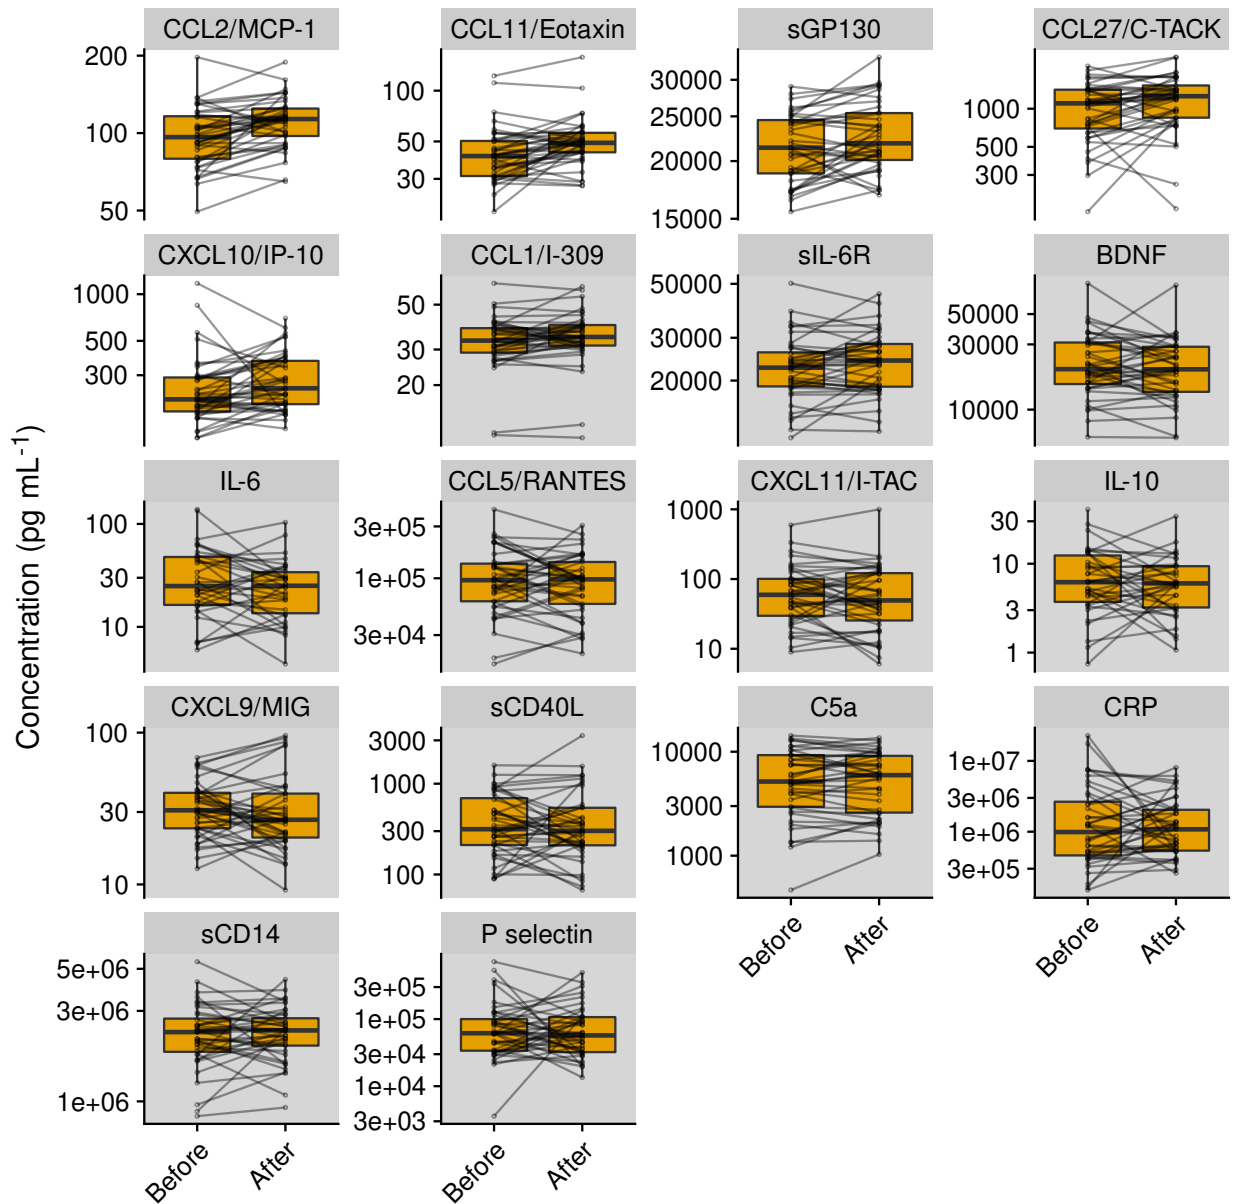 Concentration (pg mL⁻¹)
CCL2/MCP-1
200
100
50
CCL11/Eotaxin
100
50
30
sGP130
30000
25000
20000
15000
CCL27/C-TACK
1000
500
300
CXCL10/IP-10
1000
500
300
CCL1/I-309
50
30
20
sIL-6R
50000
30000
20000
BDNF
50000
30000
10000
IL-6
100
30
10
CCL5/RANTES
3e+05
1e+05
3e+04
CXCL11/I-TAC
1000
100
10
IL-10
30
10
3
1
CXCL9/MIG
100
30
10
sCD40L
3000
1000
300
100
C5a
10000
3000
1000
Before
After
CRP
1e+07
3e+06
1e+06
3e+05
Before
After
sCD14
5e+06
3e+06
1e+06
Before
After
P selectin
3e+05
1e+05
3e+04
1e+04
3e+03
Before
After